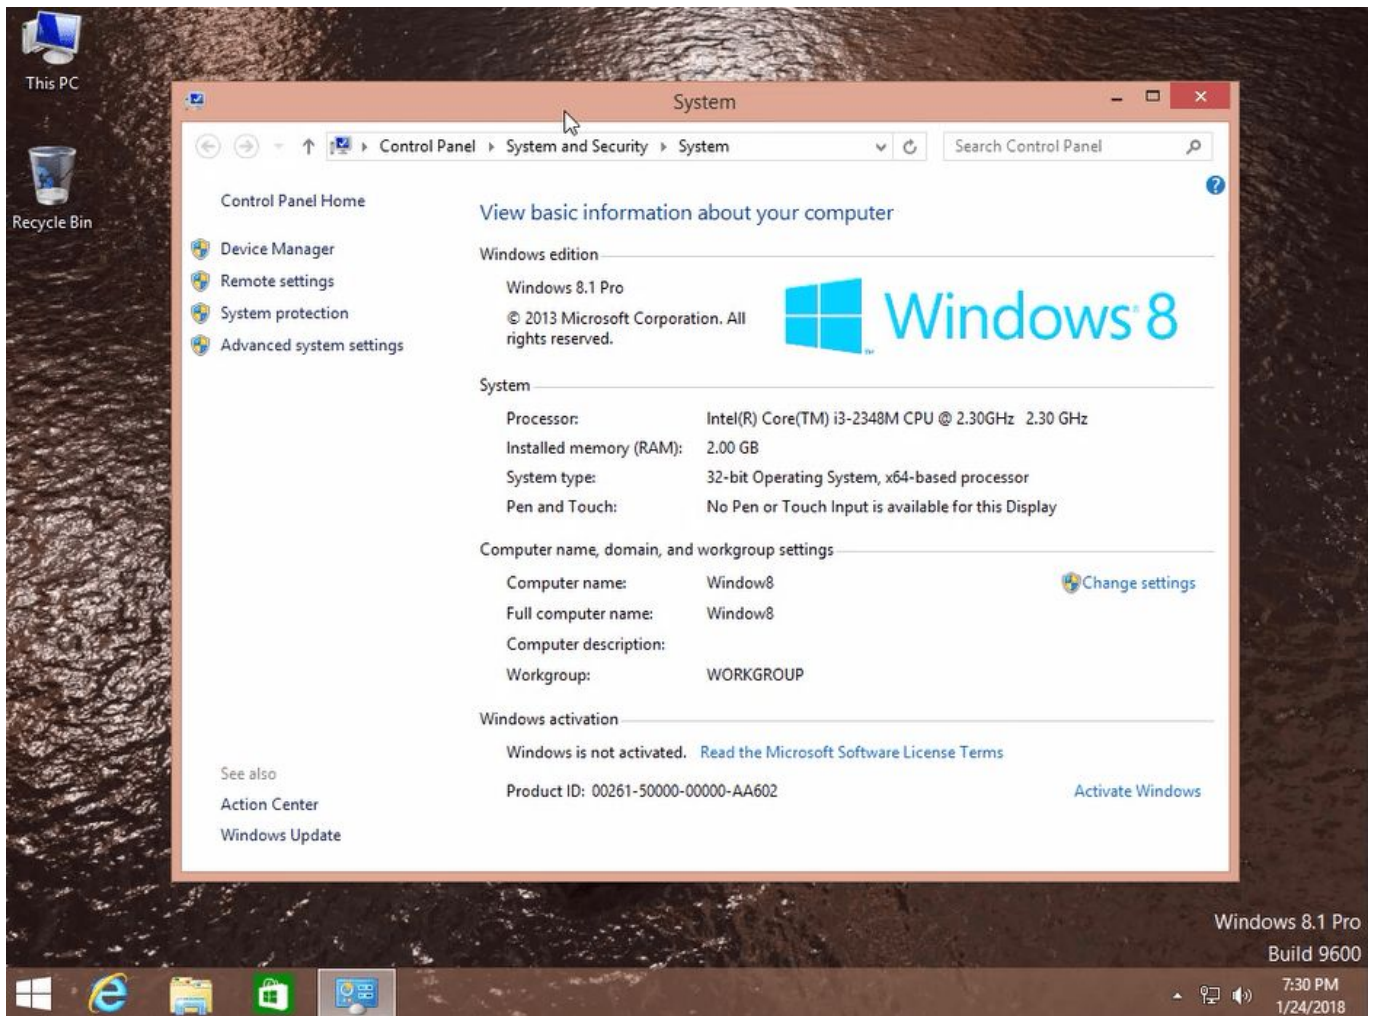 This PC
Recycle Bin
System
Control Panel
System and Security
System
Search Control Panel
Control Panel Home
Device Manager
Remote settings
System protection
Advanced system settings
See also
Action Center
Windows Update
View basic information about your computer
Windows edition
Windows 8.1 Pro
© 2013 Microsoft Corporation. All
rights reserved.
Windows 8
System
Processor: Intel(R) Core(TM) i3-2348M CPU @ 2.30GHz 2.30 GHz
Installed memory (RAM): 2.00 GB
System type: 32-bit Operating System, x64-based processor
Pen and Touch: No Pen or Touch Input is available for this Display
Computer name, domain, and workgroup settings
Computer name: Window8 Change settings
Full computer name: Window8
Computer description:
Workgroup: WORKGROUP
Windows activation
Windows is not activated. Read the Microsoft Software License Terms
Product ID: 00261-50000-00000-AA602 Activate Windows
Windows 8.1 Pro
Build 9600
7:30 PM
1/24/2018